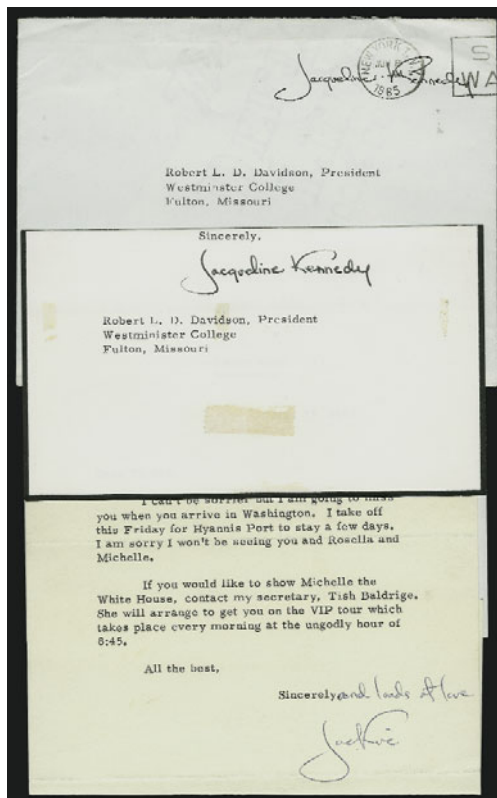 Jacqueline Kennedy
NEW YORK
1965
S
WA
Robert L. D. Davidson, President
Westminster College
Fulton, Missouri
Sincerely,
Jacqueline Kennedy
Robert L. D. Davidson, President
Westminister College
Fulton, Missouri
I can't be sorrier but I am going to miss
you when you arrive in Washington. I take off
this Friday for Hyannis Port to stay a few days.
I am sorry I won't be seeing you and Rosella and
Michelle.
If you would like to show Michelle the
White House, contact my secretary, Tish Baldrige.
She will arrange to get you on the VIP tour which
takes place every morning at the ungodly hour of
8:45.
All the best,
Sincerely, and loads of love
Jackie